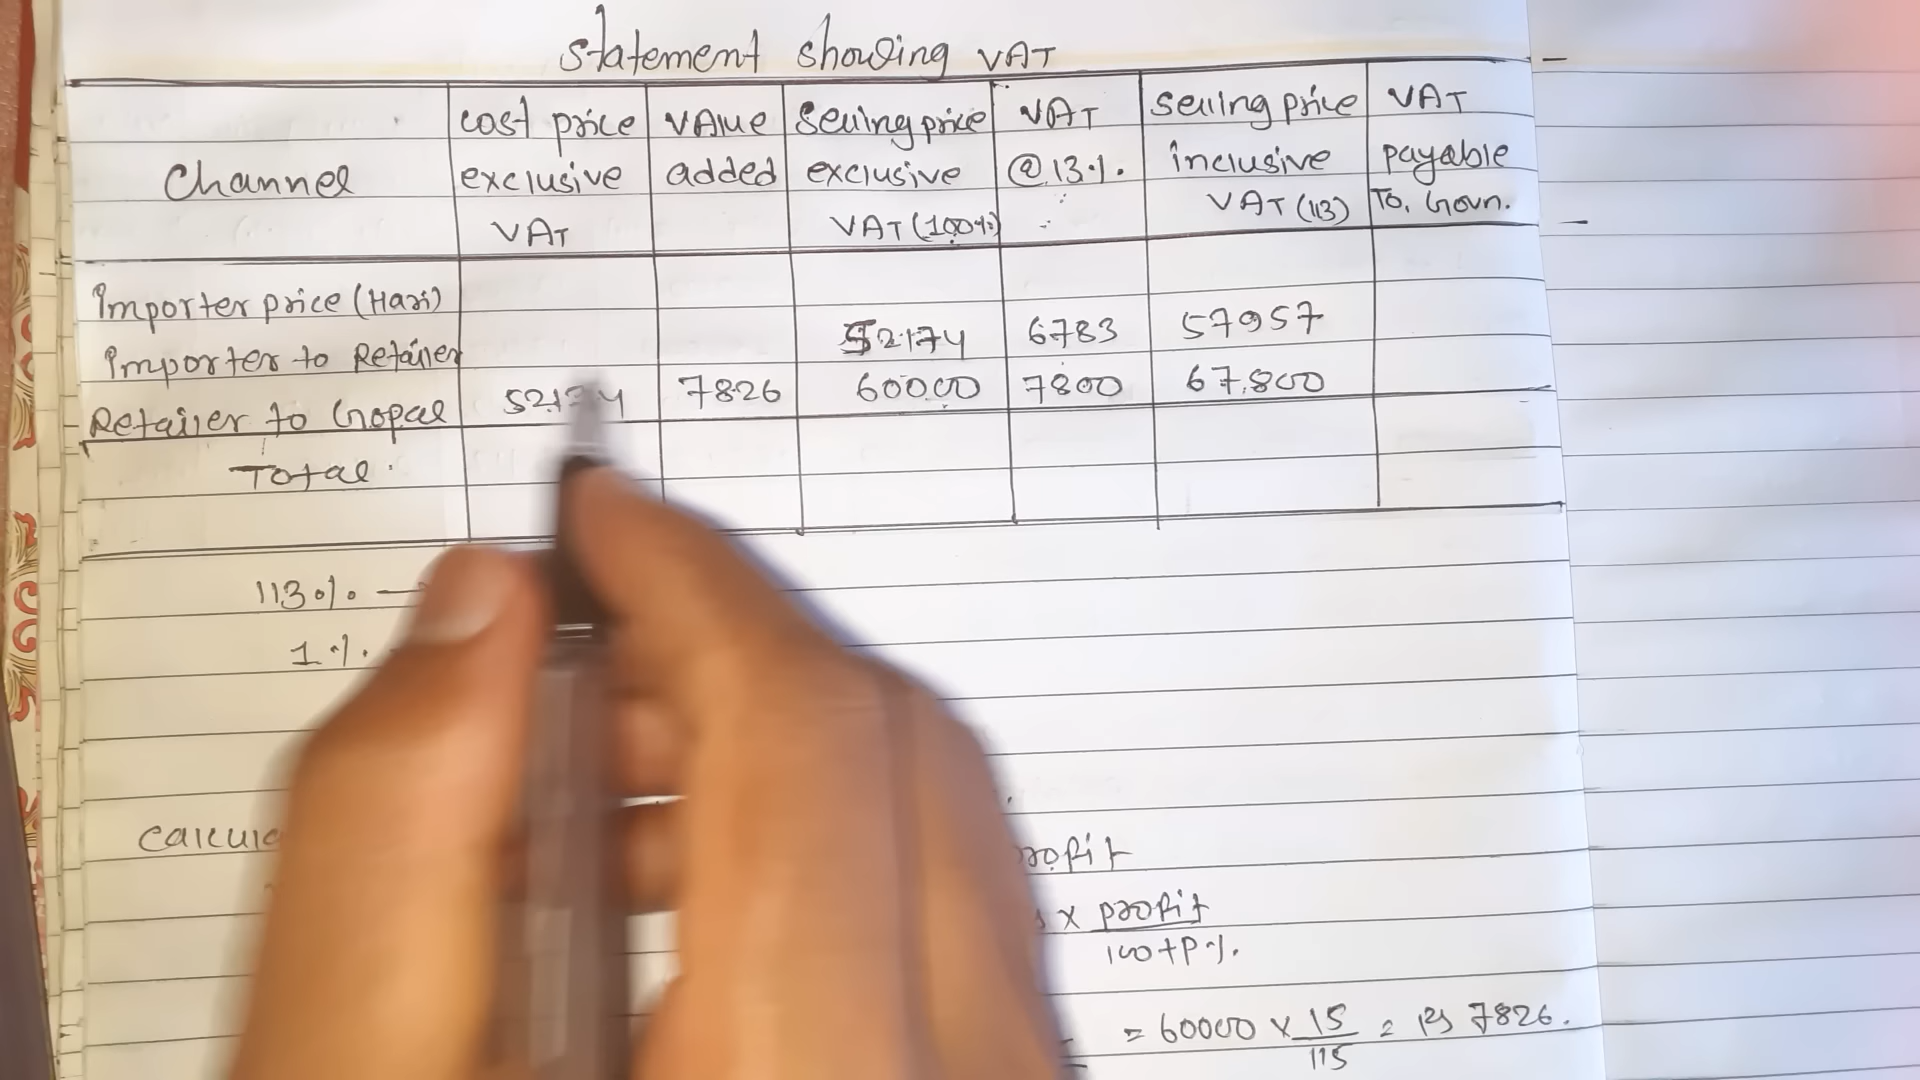 Statement showing VAT
Channel
cost price exclusive VAT
value added
selling price exclusive VAT (100%)
VAT @ 13%.
selling price inclusive VAT (113)
VAT payable To. Govn.
Importer price (Hari)
Importer to Retailer 52174 6783 57957
Retailer to Gopal 52174 7826 60000 7800 67,800
Total
113% →
1%.
profit
x profit
100+P%.
= 60000 x 15 = Rs 7826.
115